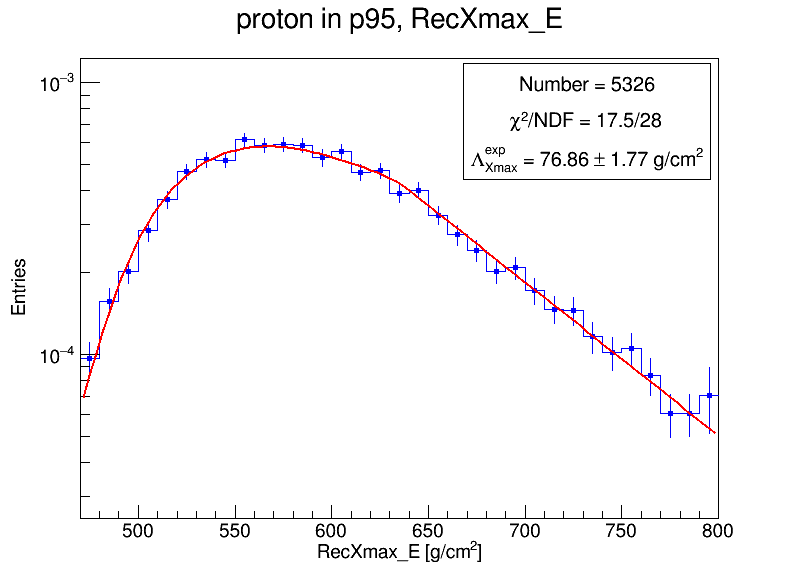 proton in p95, RecXmax_E
Number = 5326
χ²/NDF = 17.5/28
Λ^exp_Xmax = 76.86 ± 1.77 g/cm²
10⁻³
10⁻⁴
Entries
500 550 600 650 700 750 800
RecXmax_E [g/cm²]